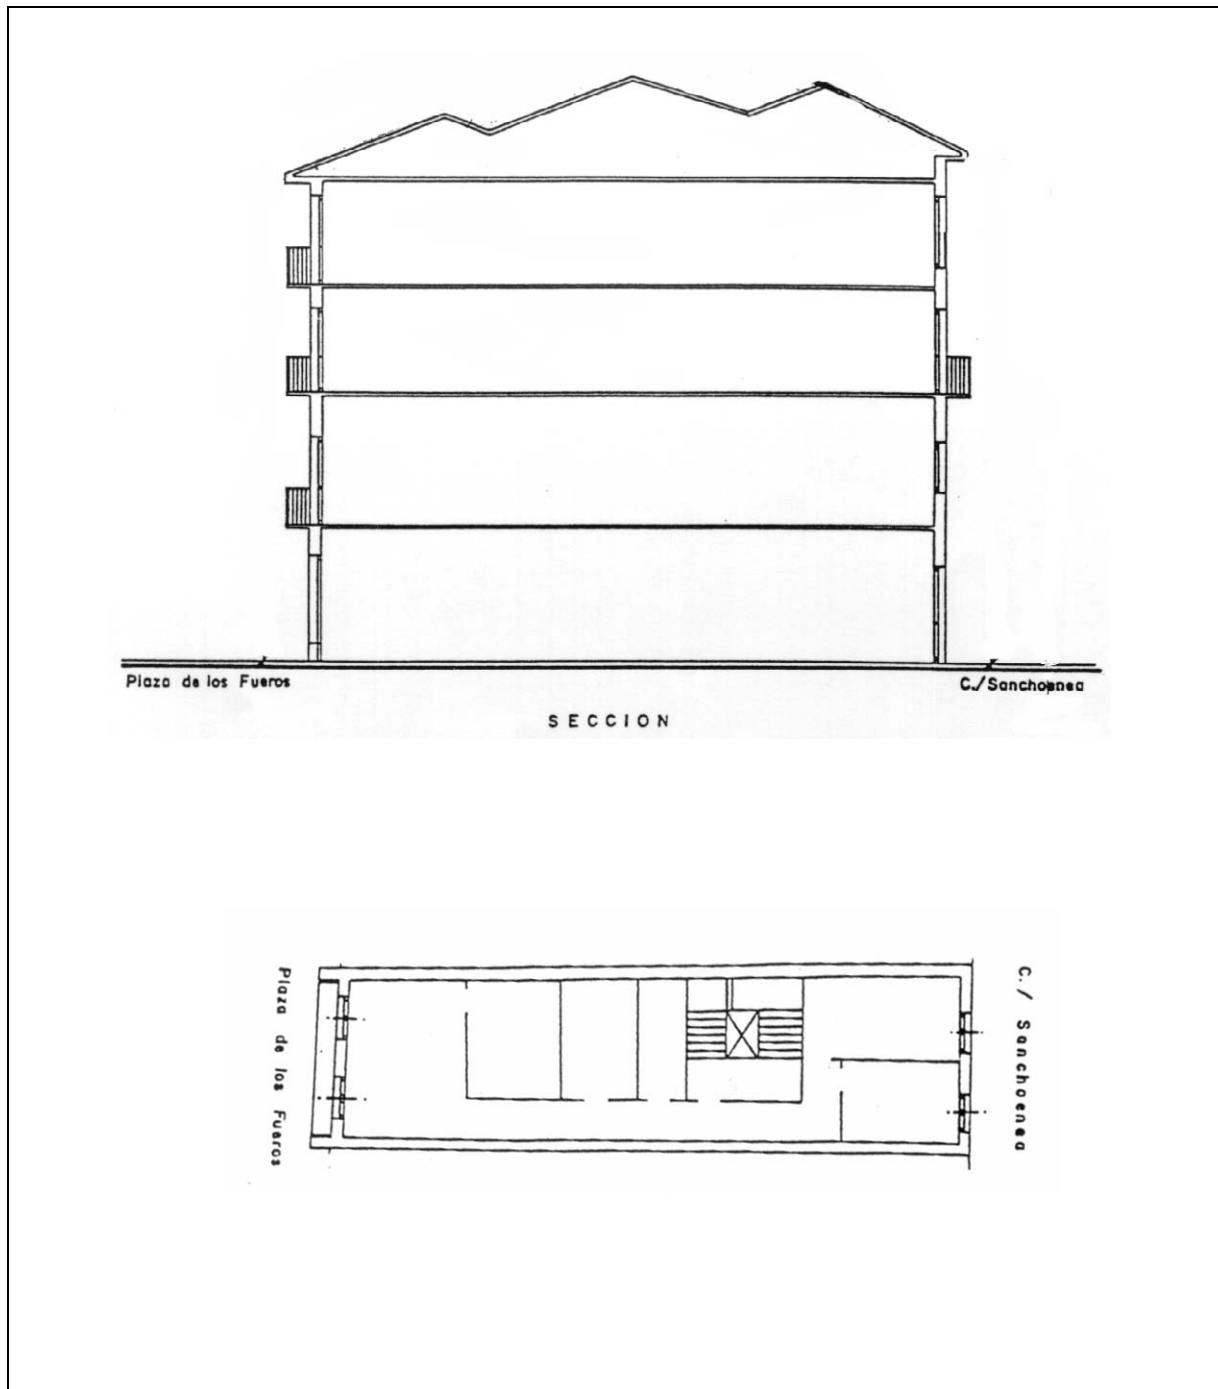 Plaza de los Fueros
C./Sanchoenea
SECCION
Plaza de los Fueros
C./ Sanchoenea